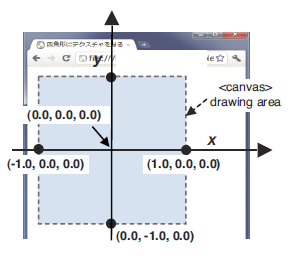 四角形にテクスチャを貼る
y
file:///
<canvas>
drawing area
(0.0, 0.0, 0.0)
x
(-1.0, 0.0, 0.0)
(1.0, 0.0, 0.0)
(0.0, -1.0, 0.0)